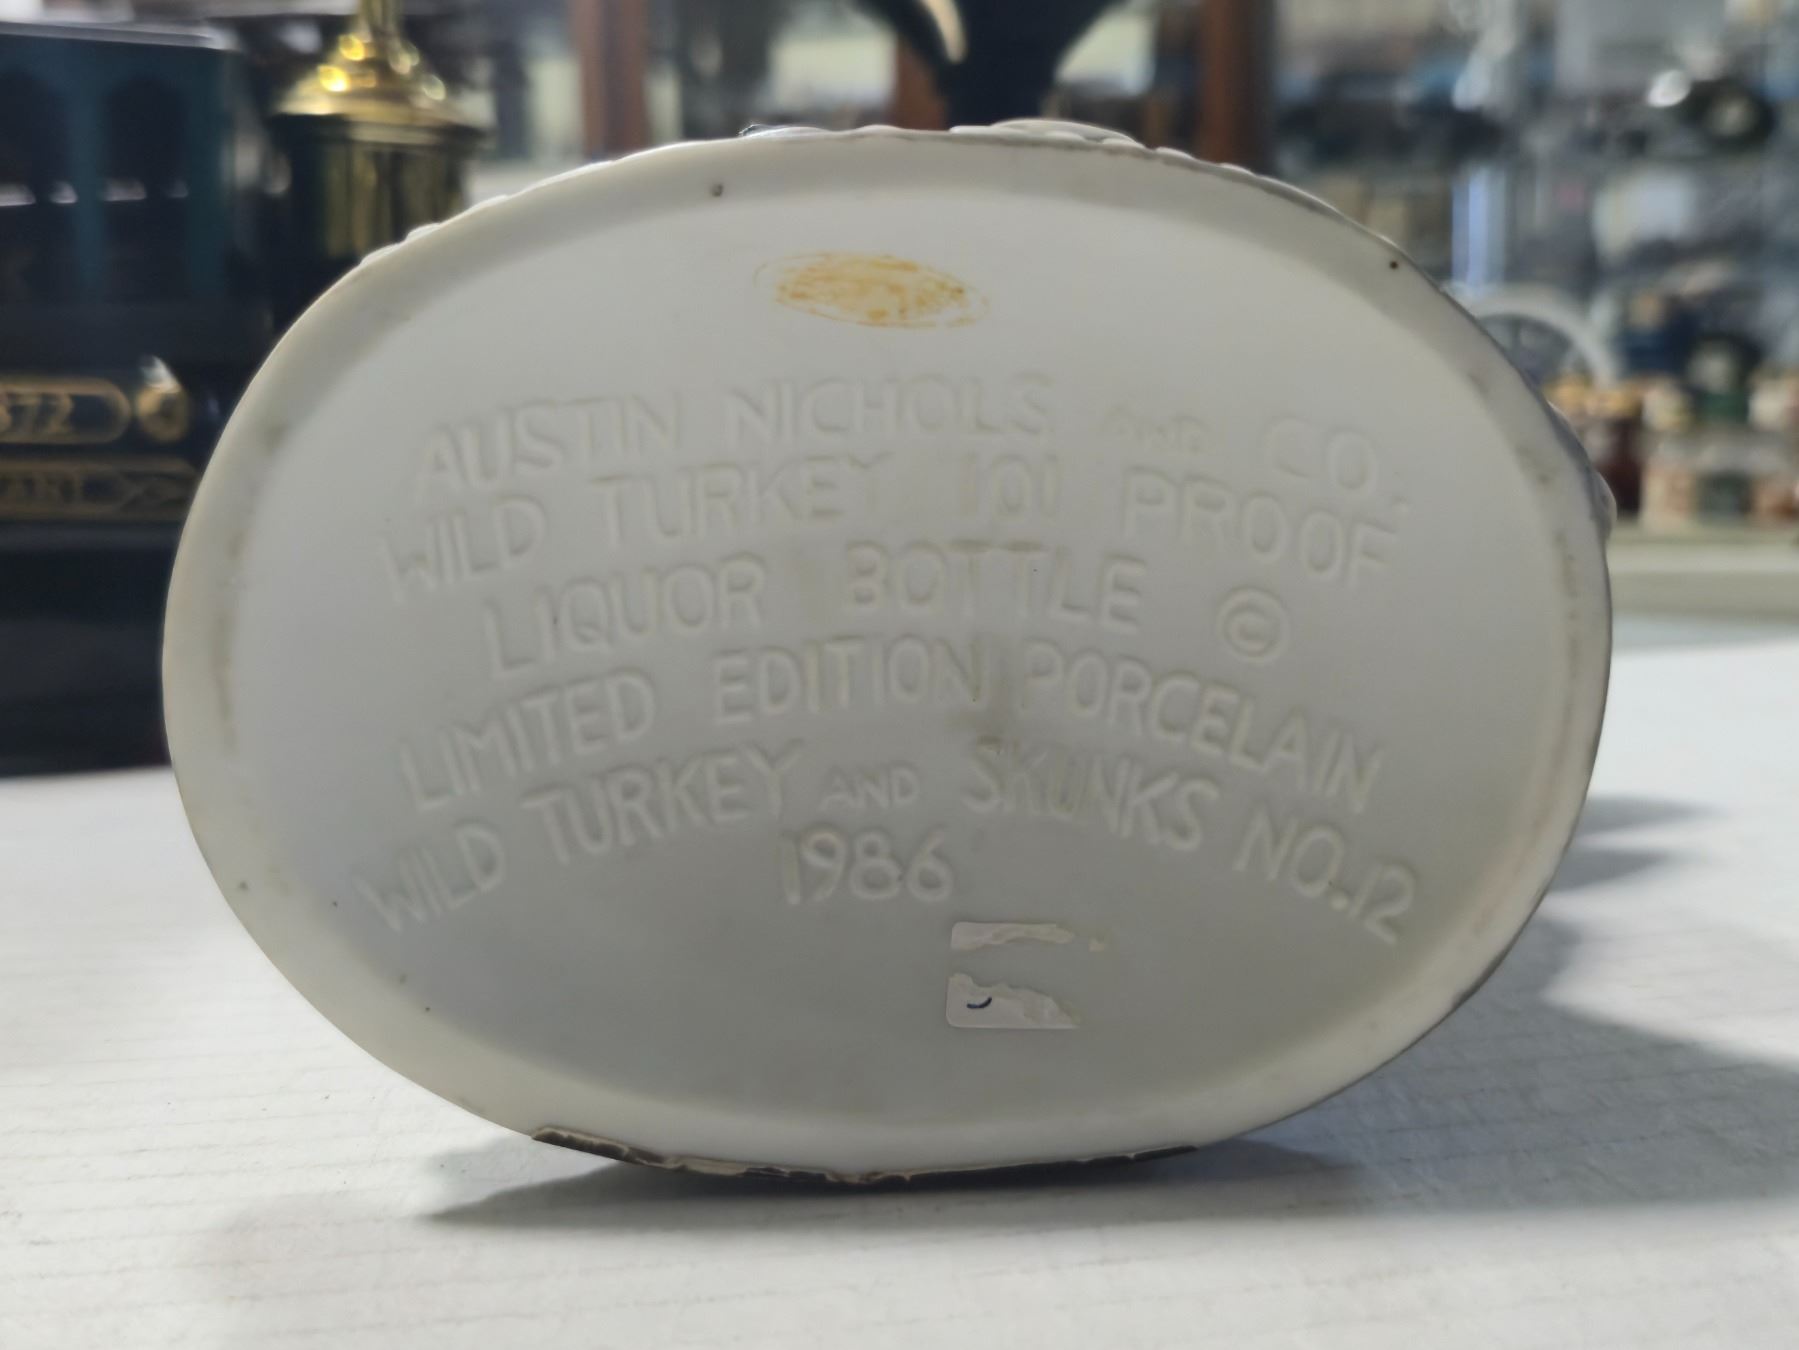 AUSTIN NICHOLS AND CO.
WILD TURKEY 101 PROOF
LIQUOR BOTTLE ©
LIMITED EDITION PORCELAIN
WILD TURKEY AND SKUNKS NO. 12
1986